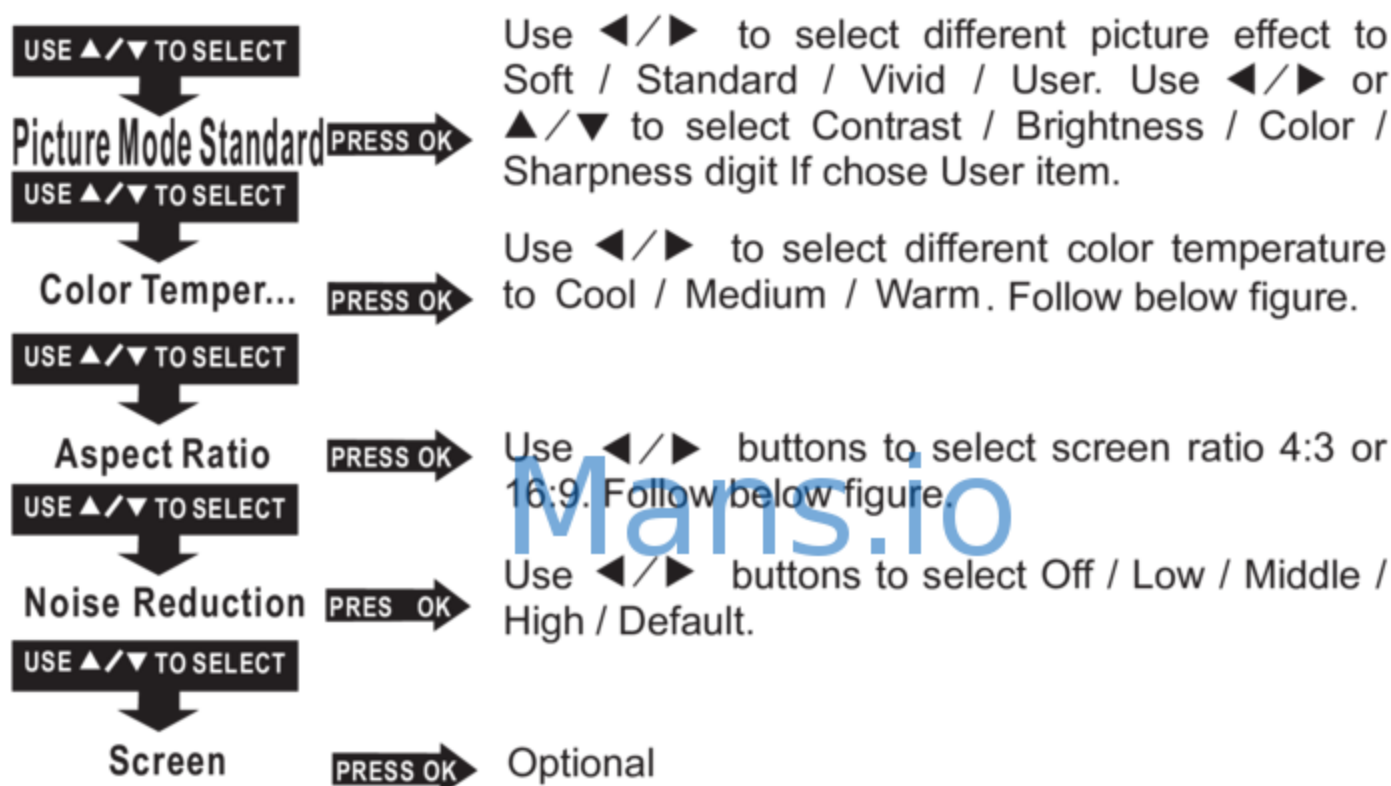 USE ▲/▼ TO SELECT
Picture Mode Standard
PRESS OK
Use ◀/▶ to select different picture effect to
Soft / Standard / Vivid / User. Use ◀/▶ or
▲/▼ to select Contrast / Brightness / Color /
Sharpness digit If chose User item.
USE ▲/▼ TO SELECT
Color Temper...
PRESS OK
Use ◀/▶ to select different color temperature
to Cool / Medium / Warm. Follow below figure.
USE ▲/▼ TO SELECT
Aspect Ratio
PRESS OK
Use ◀/▶ buttons to select screen ratio 4:3 or
16:9. Follow below figure.
Mans.io
USE ▲/▼ TO SELECT
Noise Reduction
PRES OK
Use ◀/▶ buttons to select Off / Low / Middle /
High / Default.
USE ▲/▼ TO SELECT
Screen
PRESS OK
Optional